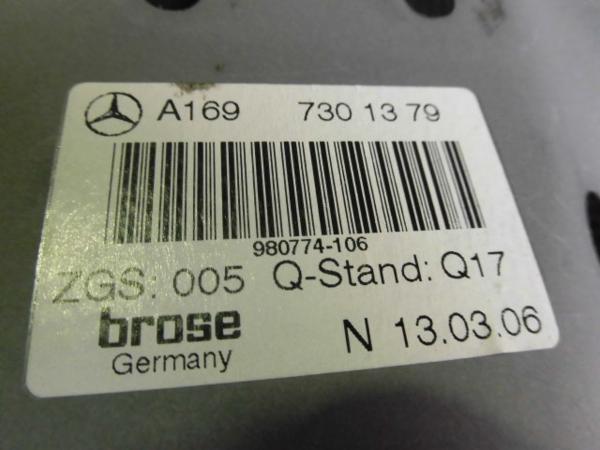 A169 730 13 79
980774-106
ZGS: 005 Q-Stand: Q17
brose N 13.03.06
Germany